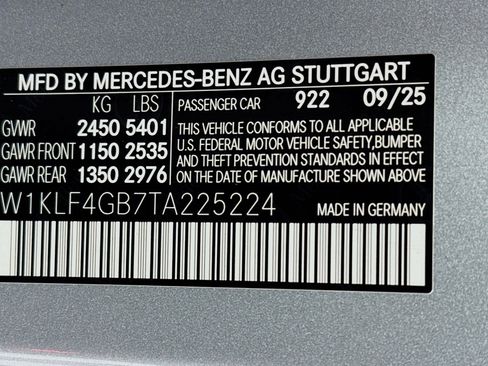 MFD BY MERCEDES-BENZ AG STUTTGART
KG LBS PASSENGER CAR 922 09/25
GVWR 2450 5401 THIS VEHICLE CONFORMS TO ALL APPLICABLE
GAWR FRONT 1150 2535 U.S. FEDERAL MOTOR VEHICLE SAFETY, BUMPER
GAWR REAR 1350 2976 AND THEFT PREVENTION STANDARDS IN EFFECT
ON THE DATE OF MANUFACTURE SHOWN ABOVE.
W1KLF4GB7TA225224 MADE IN GERMANY